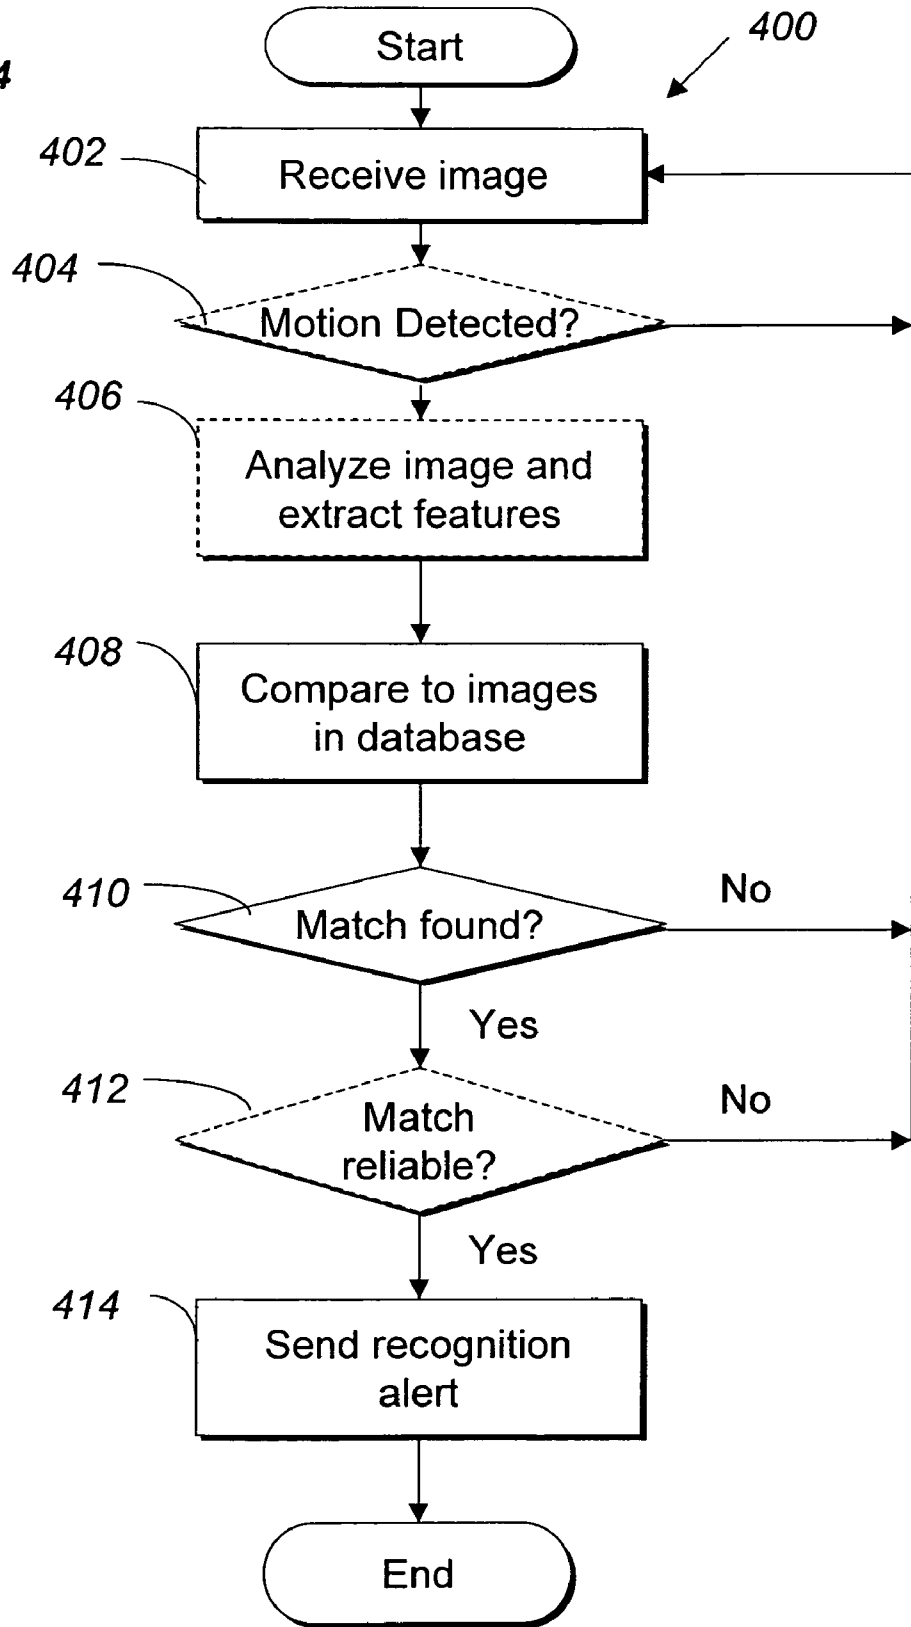 4
Start
400
402
Receive image
404
Motion Detected?
406
Analyze image and
extract features
408
Compare to images
in database
410
Match found?
No
Yes
412
Match
reliable?
No
Yes
414
Send recognition
alert
End